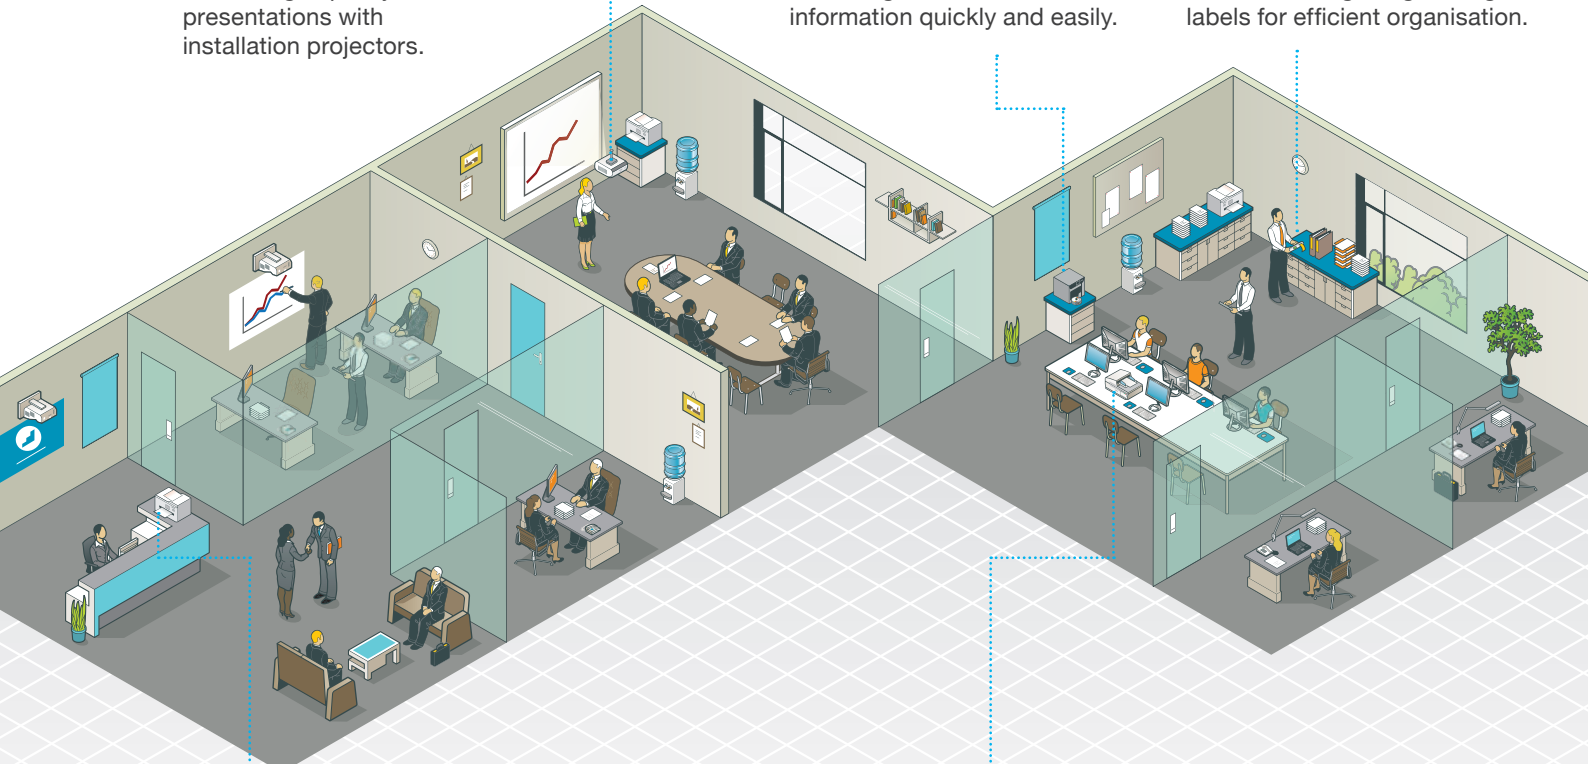 presentations with
installation projectors.
information quickly and easily.
labels for efficient organisation.